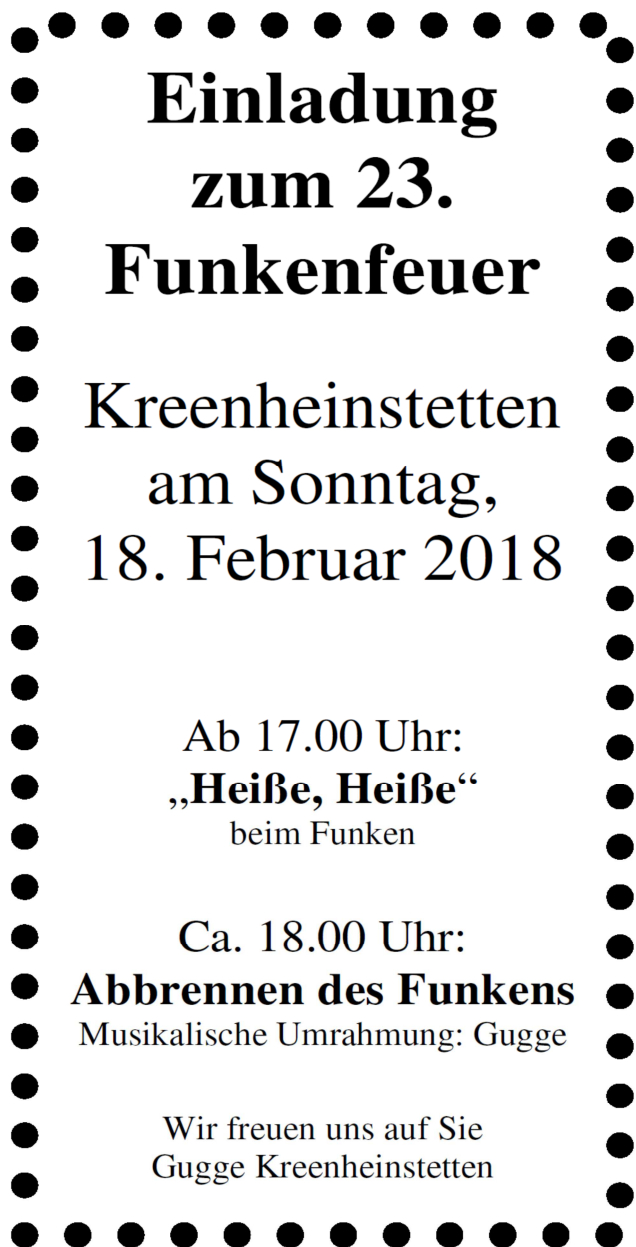 Einladung
zum 23.
Funkenfeuer
Kreenheinstetten
am Sonntag,
18. Februar 2018
Ab 17.00 Uhr:
„Heiße, Heiße“
beim Funken
Ca. 18.00 Uhr:
Abbrennen des Funkens
Musikalische Umrahmung: Gugge
Wir freuen uns auf Sie
Gugge Kreenheinstetten